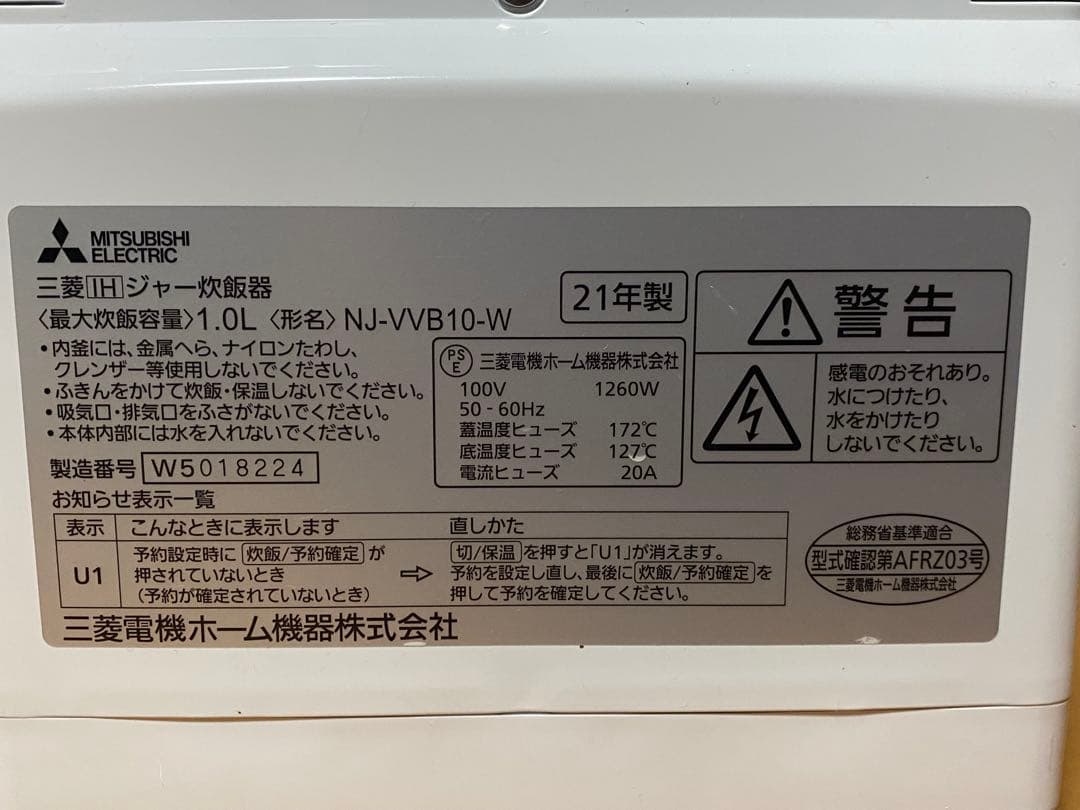 MITSUBISHI
ELECTRIC
三菱IHジャー炊飯器
〈最大炊飯容量〉1.0L 〈形名〉NJ-VVB10-W
21年製
・内釜には、金属へら、ナイロンたわし、
クレンザー等使用しないでください。
・ふきんをかけて炊飯・保温しないでください。
・吸気口・排気口をふさがないでください。
・本体内部には水を入れないでください。
製造番号 W5018224
PS
E 三菱電機ホーム機器株式会社
100V 1260W
50 - 60Hz
蓋温度ヒューズ 172℃
底温度ヒューズ 127℃
電流ヒューズ 20A
警告
感電のおそれあり。
水につけたり、
水をかけたり
しないでください。
お知らせ表示一覧
表示 こんなときに表示します 直しかた
U1
予約設定時に 炊飯/予約確定 が
押されていないとき
(予約が確定されていないとき)
⇨
切/保温 を押すと「U1」が消えます。
予約を設定し直し、最後に 炊飯/予約確定 を
押して予約を確定してください。
総務省基準適合
型式確認第AFRZ03号
三菱電機ホーム機器株式会社
三菱電機ホーム機器株式会社